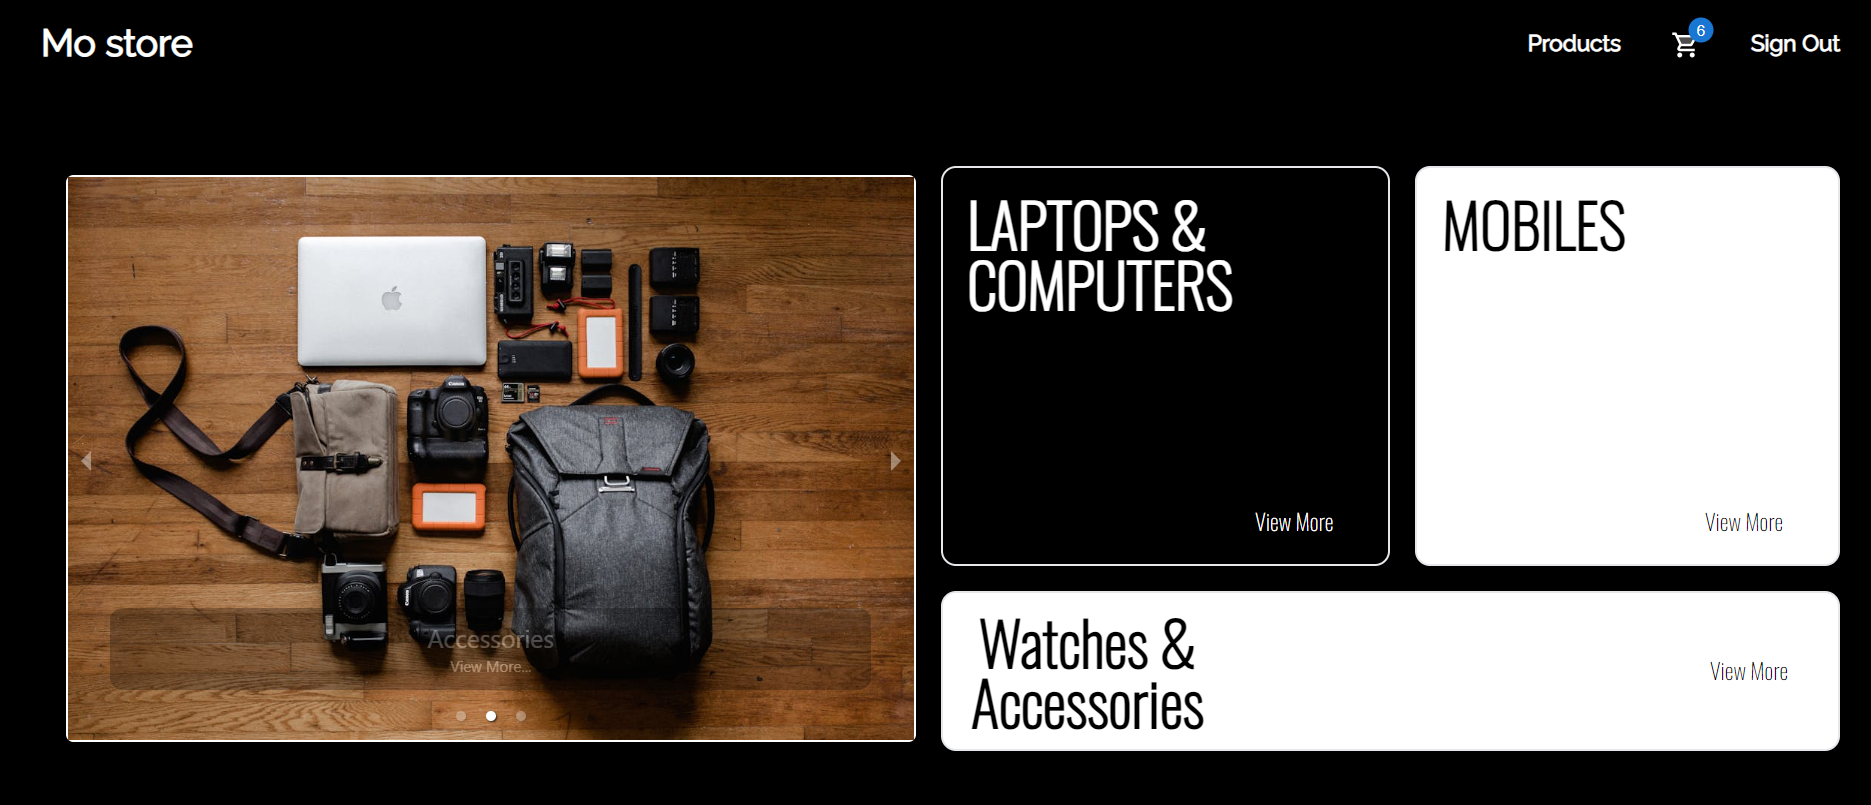 Mo store
Products
6
Sign Out
LAPTOPS &
COMPUTERS
View More
MOBILES
View More
Canon
Accessories
View More...
Watches &
Accessories
View More